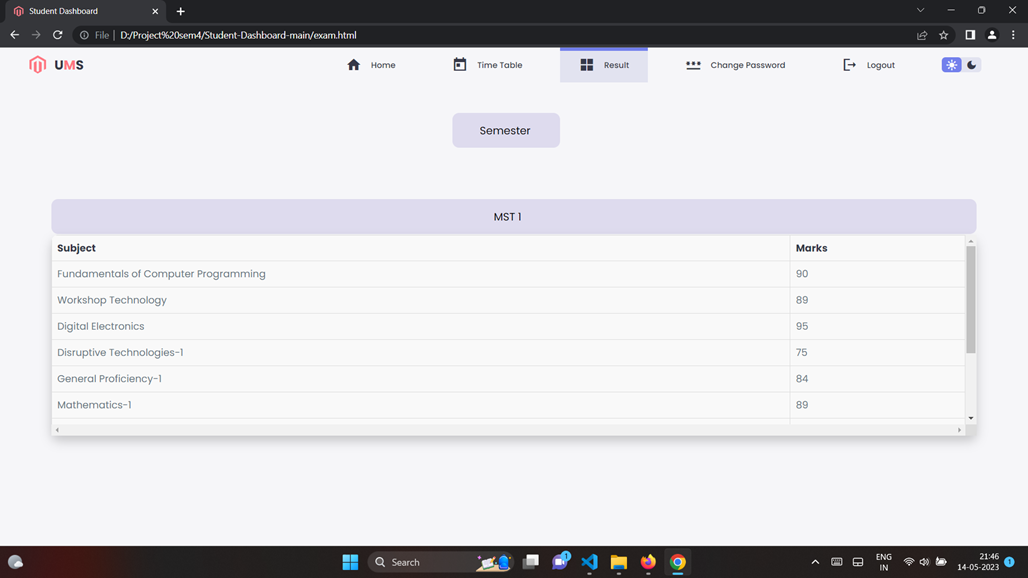 Student Dashboard
File | D:/Project%20sem4/Student-Dashboard-main/exam.html
UMS Home Time Table Result Change Password Logout
Semester
MST 1
Subject Marks
Fundamentals of Computer Programming 90
Workshop Technology 89
Digital Electronics 95
Disruptive Technologies-1 75
General Proficiency-1 84
Mathematics-1 89
Search 1 ENG 21:46 1
IN 14-05-2023